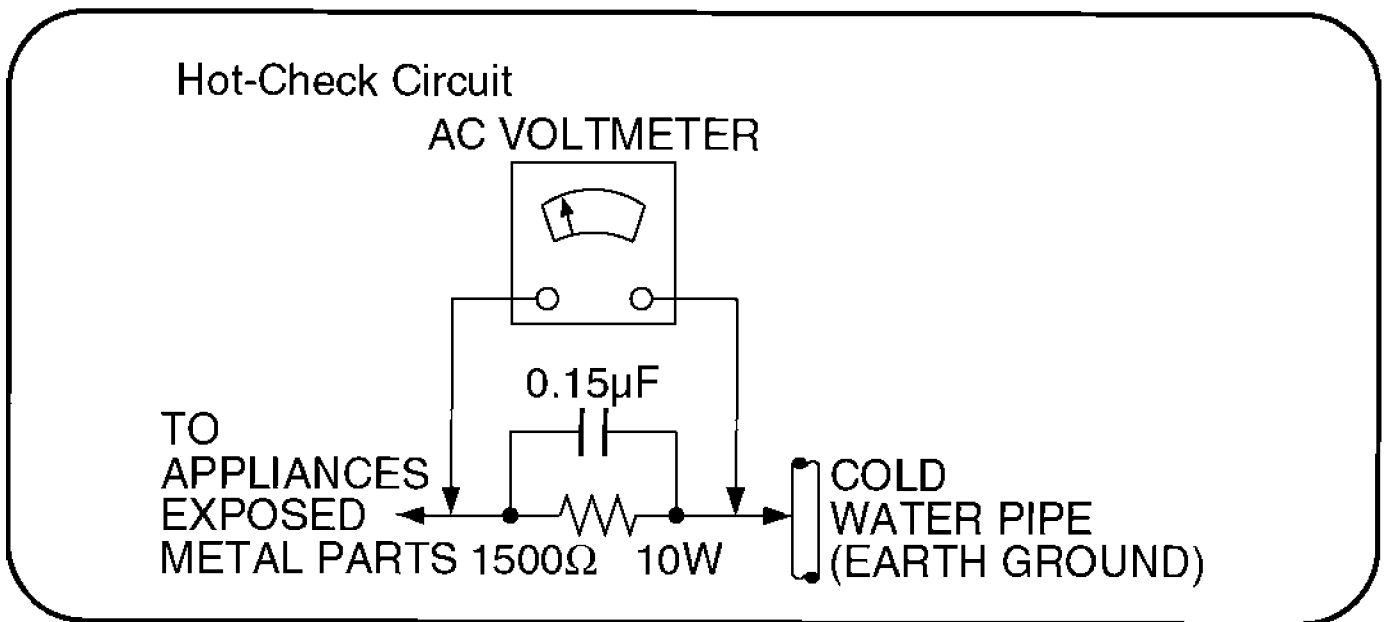 Hot-Check Circuit
AC VOLTMETER
0.15µF
TO
APPLIANCES
EXPOSED
METAL PARTS
1500Ω 10W
COLD
WATER PIPE
(EARTH GROUND)